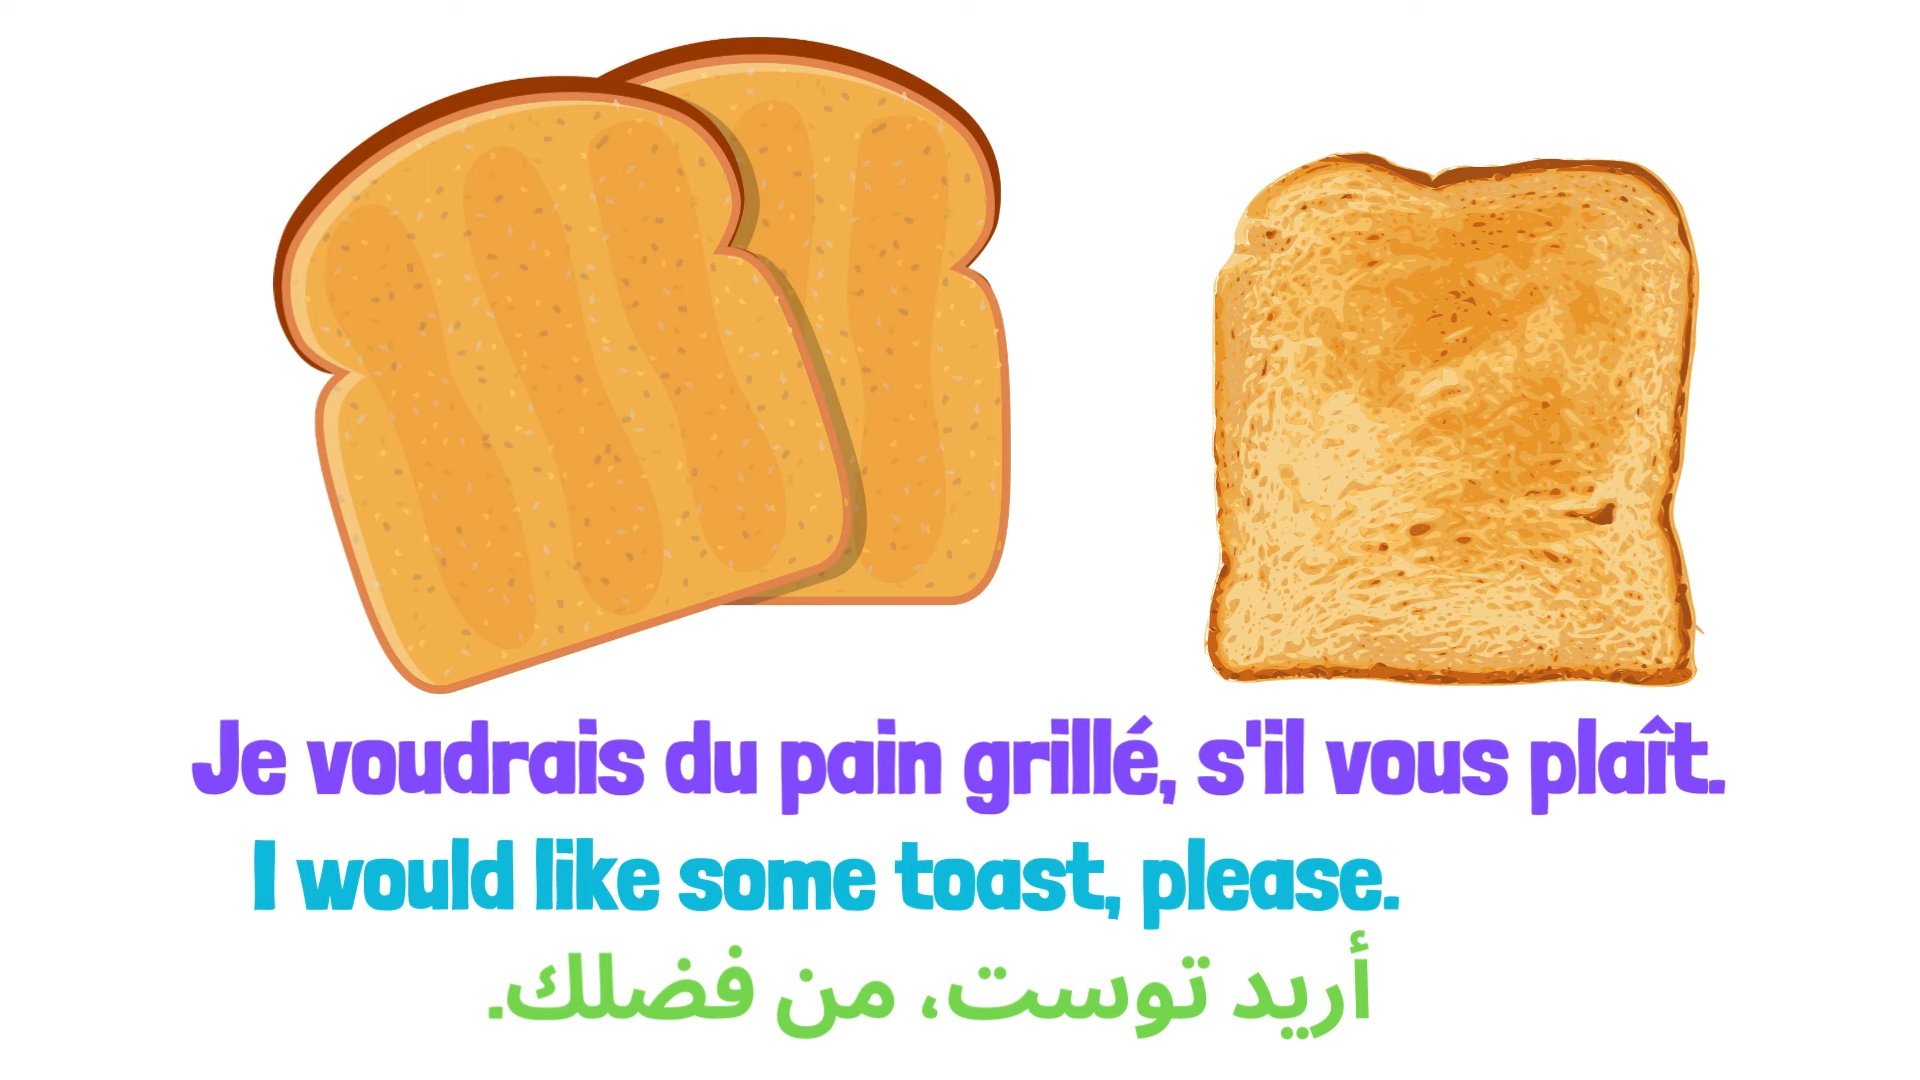 Je voudrais du pain grillé, s'il vous plaît.
I would like some toast, please.
أريد توست، من فضلك.